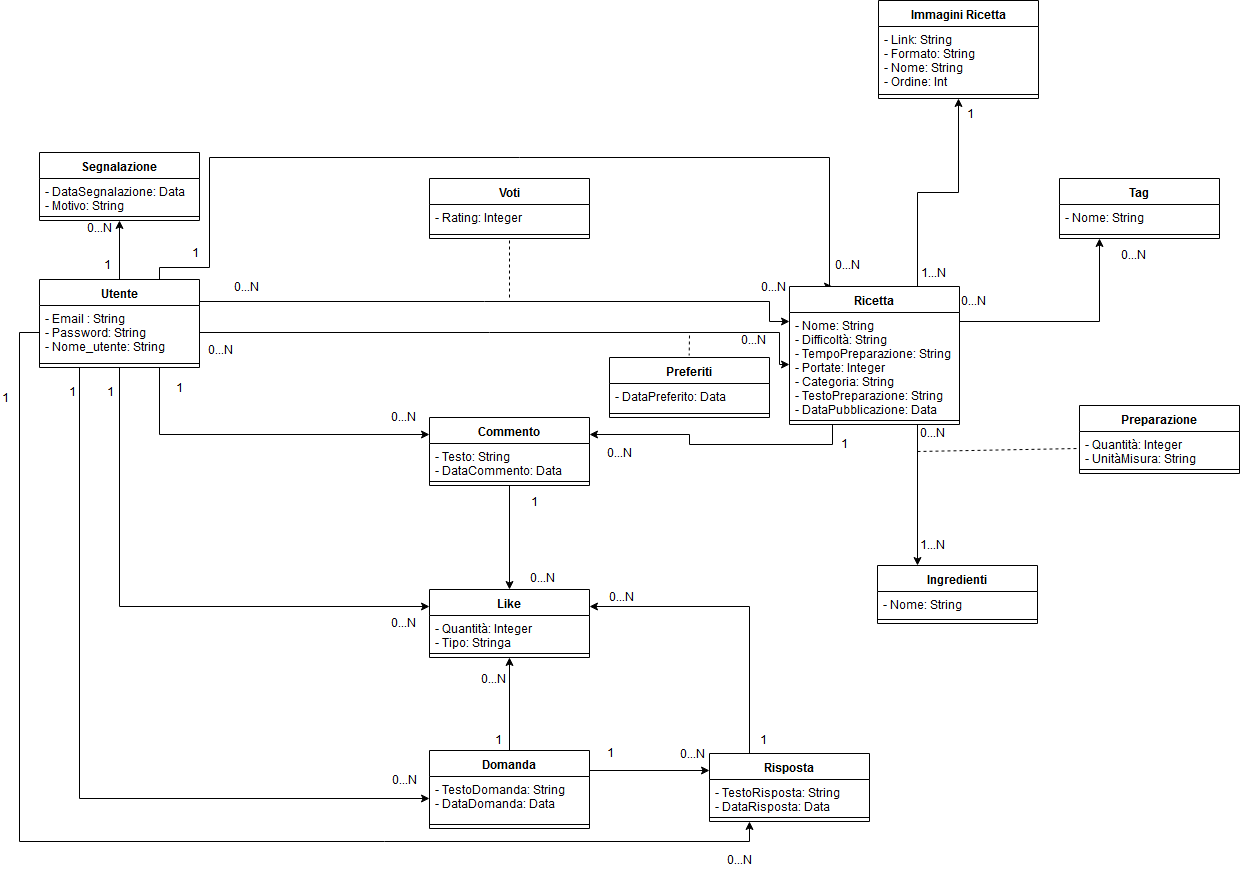 Immagini Ricetta
- Link: String
- Formato: String
- Nome: String
- Ordine: Int
1
Segnalazione
- DataSegnalazione: Data
- Motivo: String
0...N
1
1
Voti
- Rating: Integer
Tag
- Nome: String
0...N
0...N
1...N
0...N
0...N
0...N
Utente
- Email : String
- Password: String
- Nome_utente: String
0...N
0...N
Ricetta
- Nome: String
- Difficoltà: String
- TempoPreparazione: String
- Portate: Integer
- Categoria: String
- TestoPreparazione: String
- DataPubblicazione: Data
Preferiti
- DataPreferito: Data
1
1
1
1
0...N
Commento
- Testo: String
- DataCommento: Data
0...N
1
0...N
Preparazione
- Quantità: Integer
- UnitàMisura: String
1
0...N
1...N
Ingredienti
- Nome: String
Like
- Quantità: Integer
- Tipo: Stringa
0...N
0...N
0...N
1
1
1
0...N
0...N
Domanda
- TestoDomanda: String
- DataDomanda: Data
Risposta
- TestoRisposta: String
- DataRisposta: Data
0...N